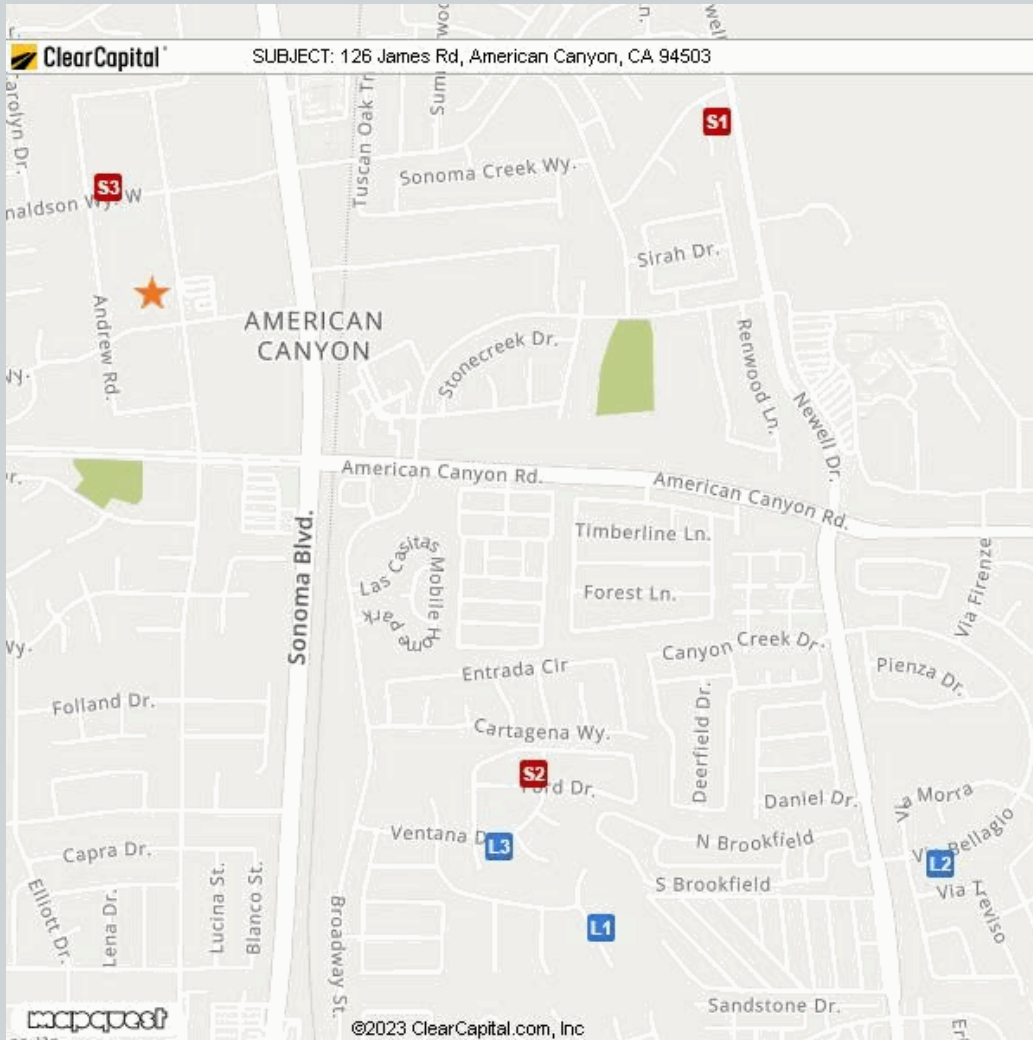 ClearCapital
SUBJECT: 126 James Rd, American Canyon, CA 94503
Tuscan Oak Tr
S1
Sonoma Creek Wy.
S3
Sirah Dr.
Andrew Rd.
AMERICAN
CANYON
Stonecreek Dr.
Renwood Ln.
Newell Dr.
American Canyon Rd.
American Canyon Rd.
Sonoma Blvd.
Timberline Ln.
Las Casitas
Mobile Home Park
Forest Ln.
Via Firenze
Canyon Creek Dr.
Entrada Cir
Pienza Dr.
Folland Dr.
Cartagena Wy.
Deerfield Dr.
S2
Daniel Dr.
Via Morra
Ventana D
L3
N Brookfield
Via Bellagio
L2
Capra Dr.
S Brookfield
Via Treviso
Elliott Dr.
Lena Dr.
Lucina St.
Blanco St.
Broadway St.
L1
Sandstone Dr.
mapquest
©2023 ClearCapital.com, Inc